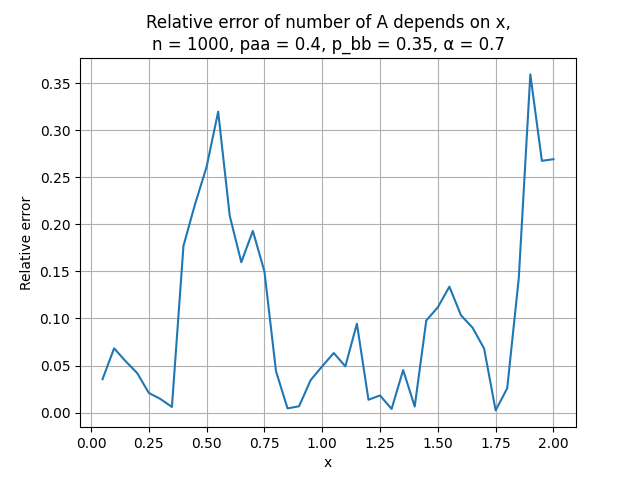 Relative error of number of A depends on x,
n = 1000, paa = 0.4, p_bb = 0.35, α = 0.7
0.35
0.30
0.25
0.20
0.15
0.10
0.05
0.00
Relative error
0.00 0.25 0.50 0.75 1.00 1.25 1.50 1.75 2.00
x